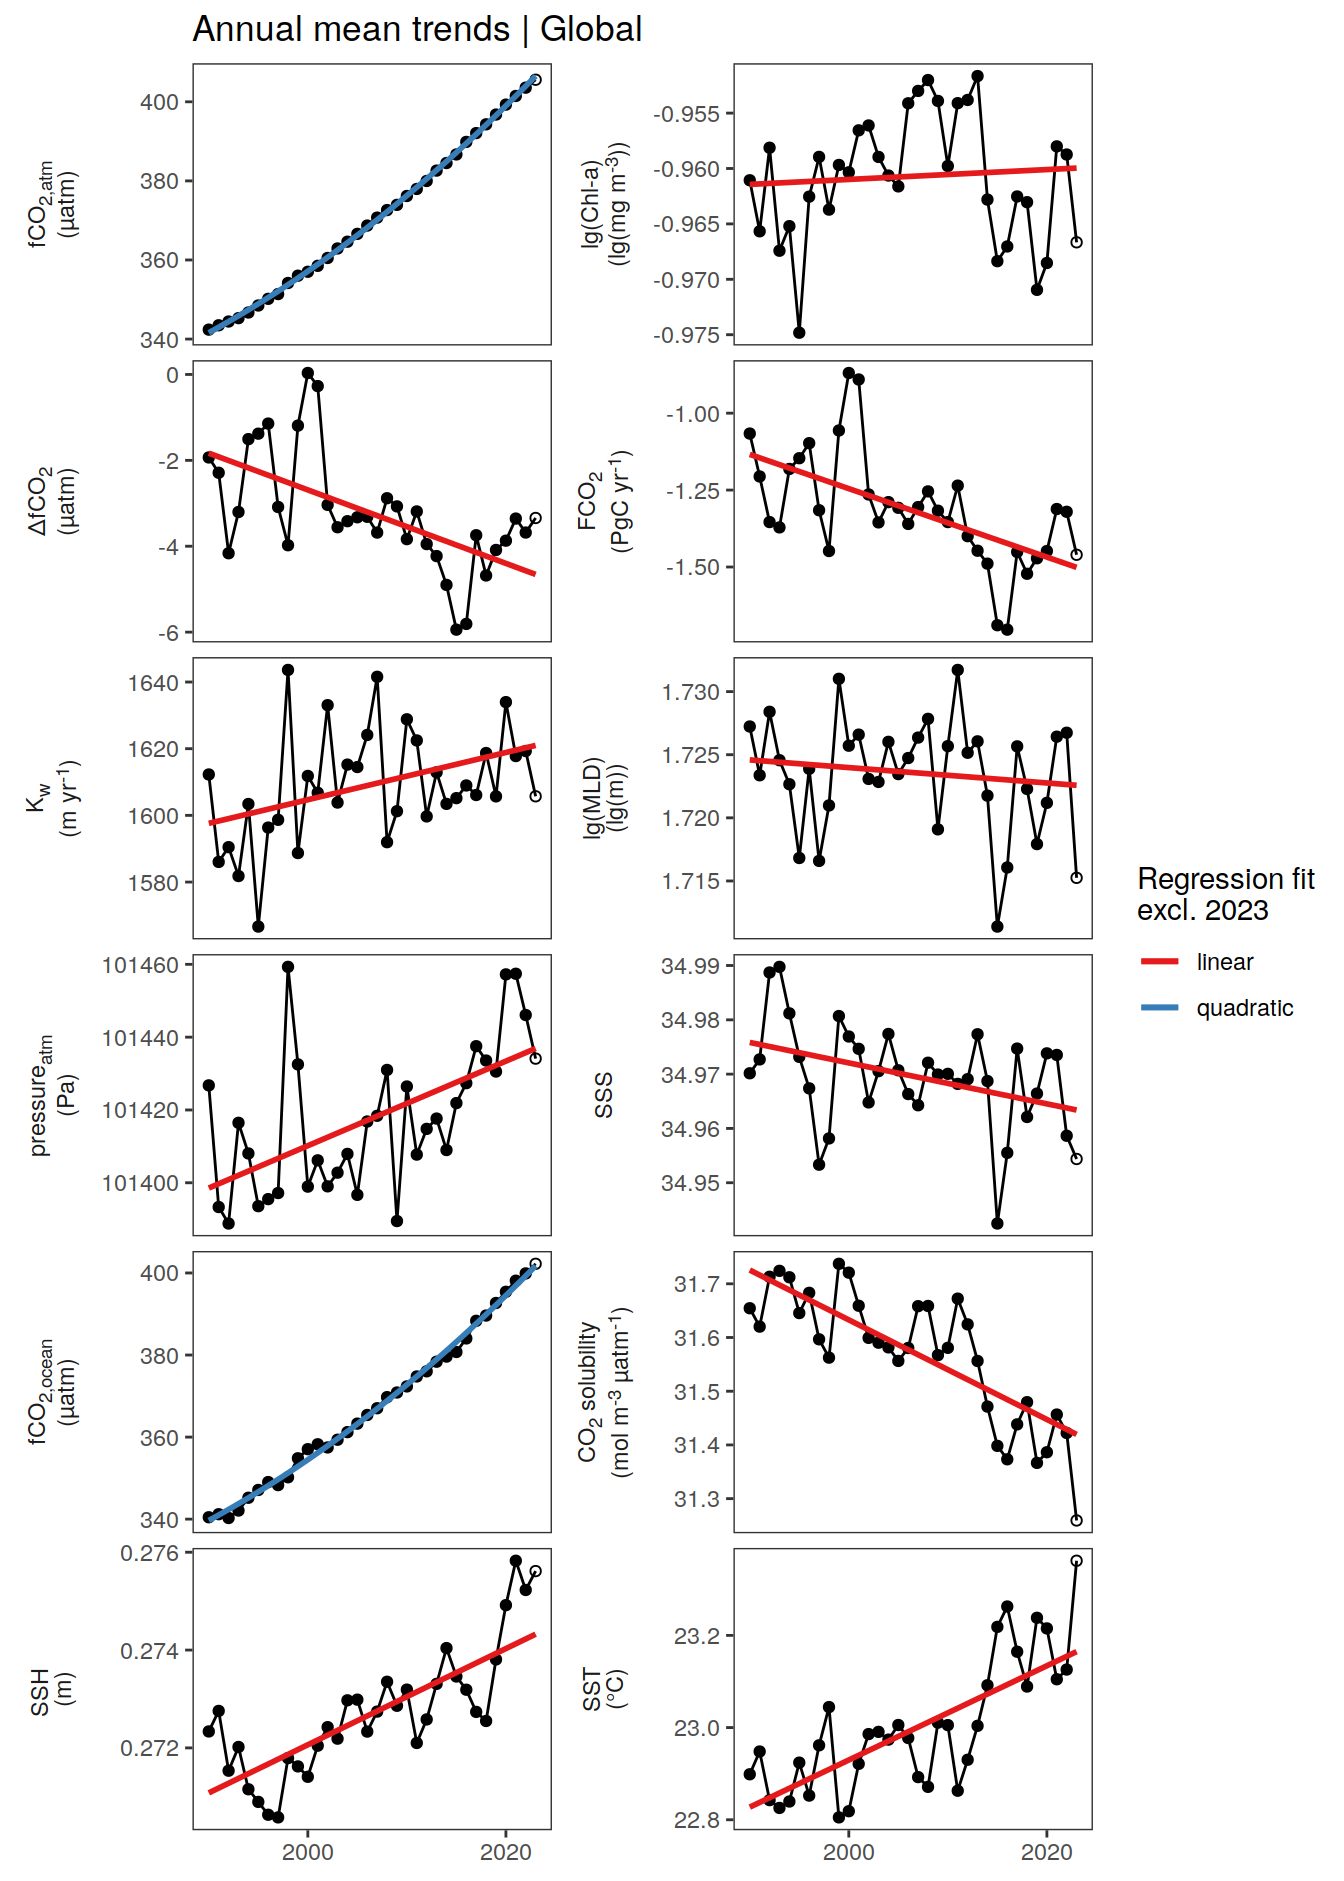 Annual mean trends | Global
fCO2,atm
(µatm)
400
380
360
340
lg(Chl-a)
(lg(mg m-3))
-0.955
-0.960
-0.965
-0.970
-0.975
ΔfCO2
(µatm)
0
-2
-4
-6
FCO2
(PgC yr-1)
-1.00
-1.25
-1.50
Kw
(m yr-1)
1640
1620
1600
1580
lg(MLD)
(lg(m))
1.730
1.725
1.720
1.715
pressureatm
(Pa)
101460
101440
101420
101400
SSS
34.99
34.98
34.97
34.96
34.95
fCO2,ocean
(µatm)
400
380
360
340
CO2 solubility
(mol m-3 µatm-1)
31.7
31.6
31.5
31.4
31.3
SSH
(m)
0.276
0.274
0.272
2000
2020
SST
(°C)
23.2
23.0
22.8
2000
2020
Regression fit
excl. 2023
linear
quadratic